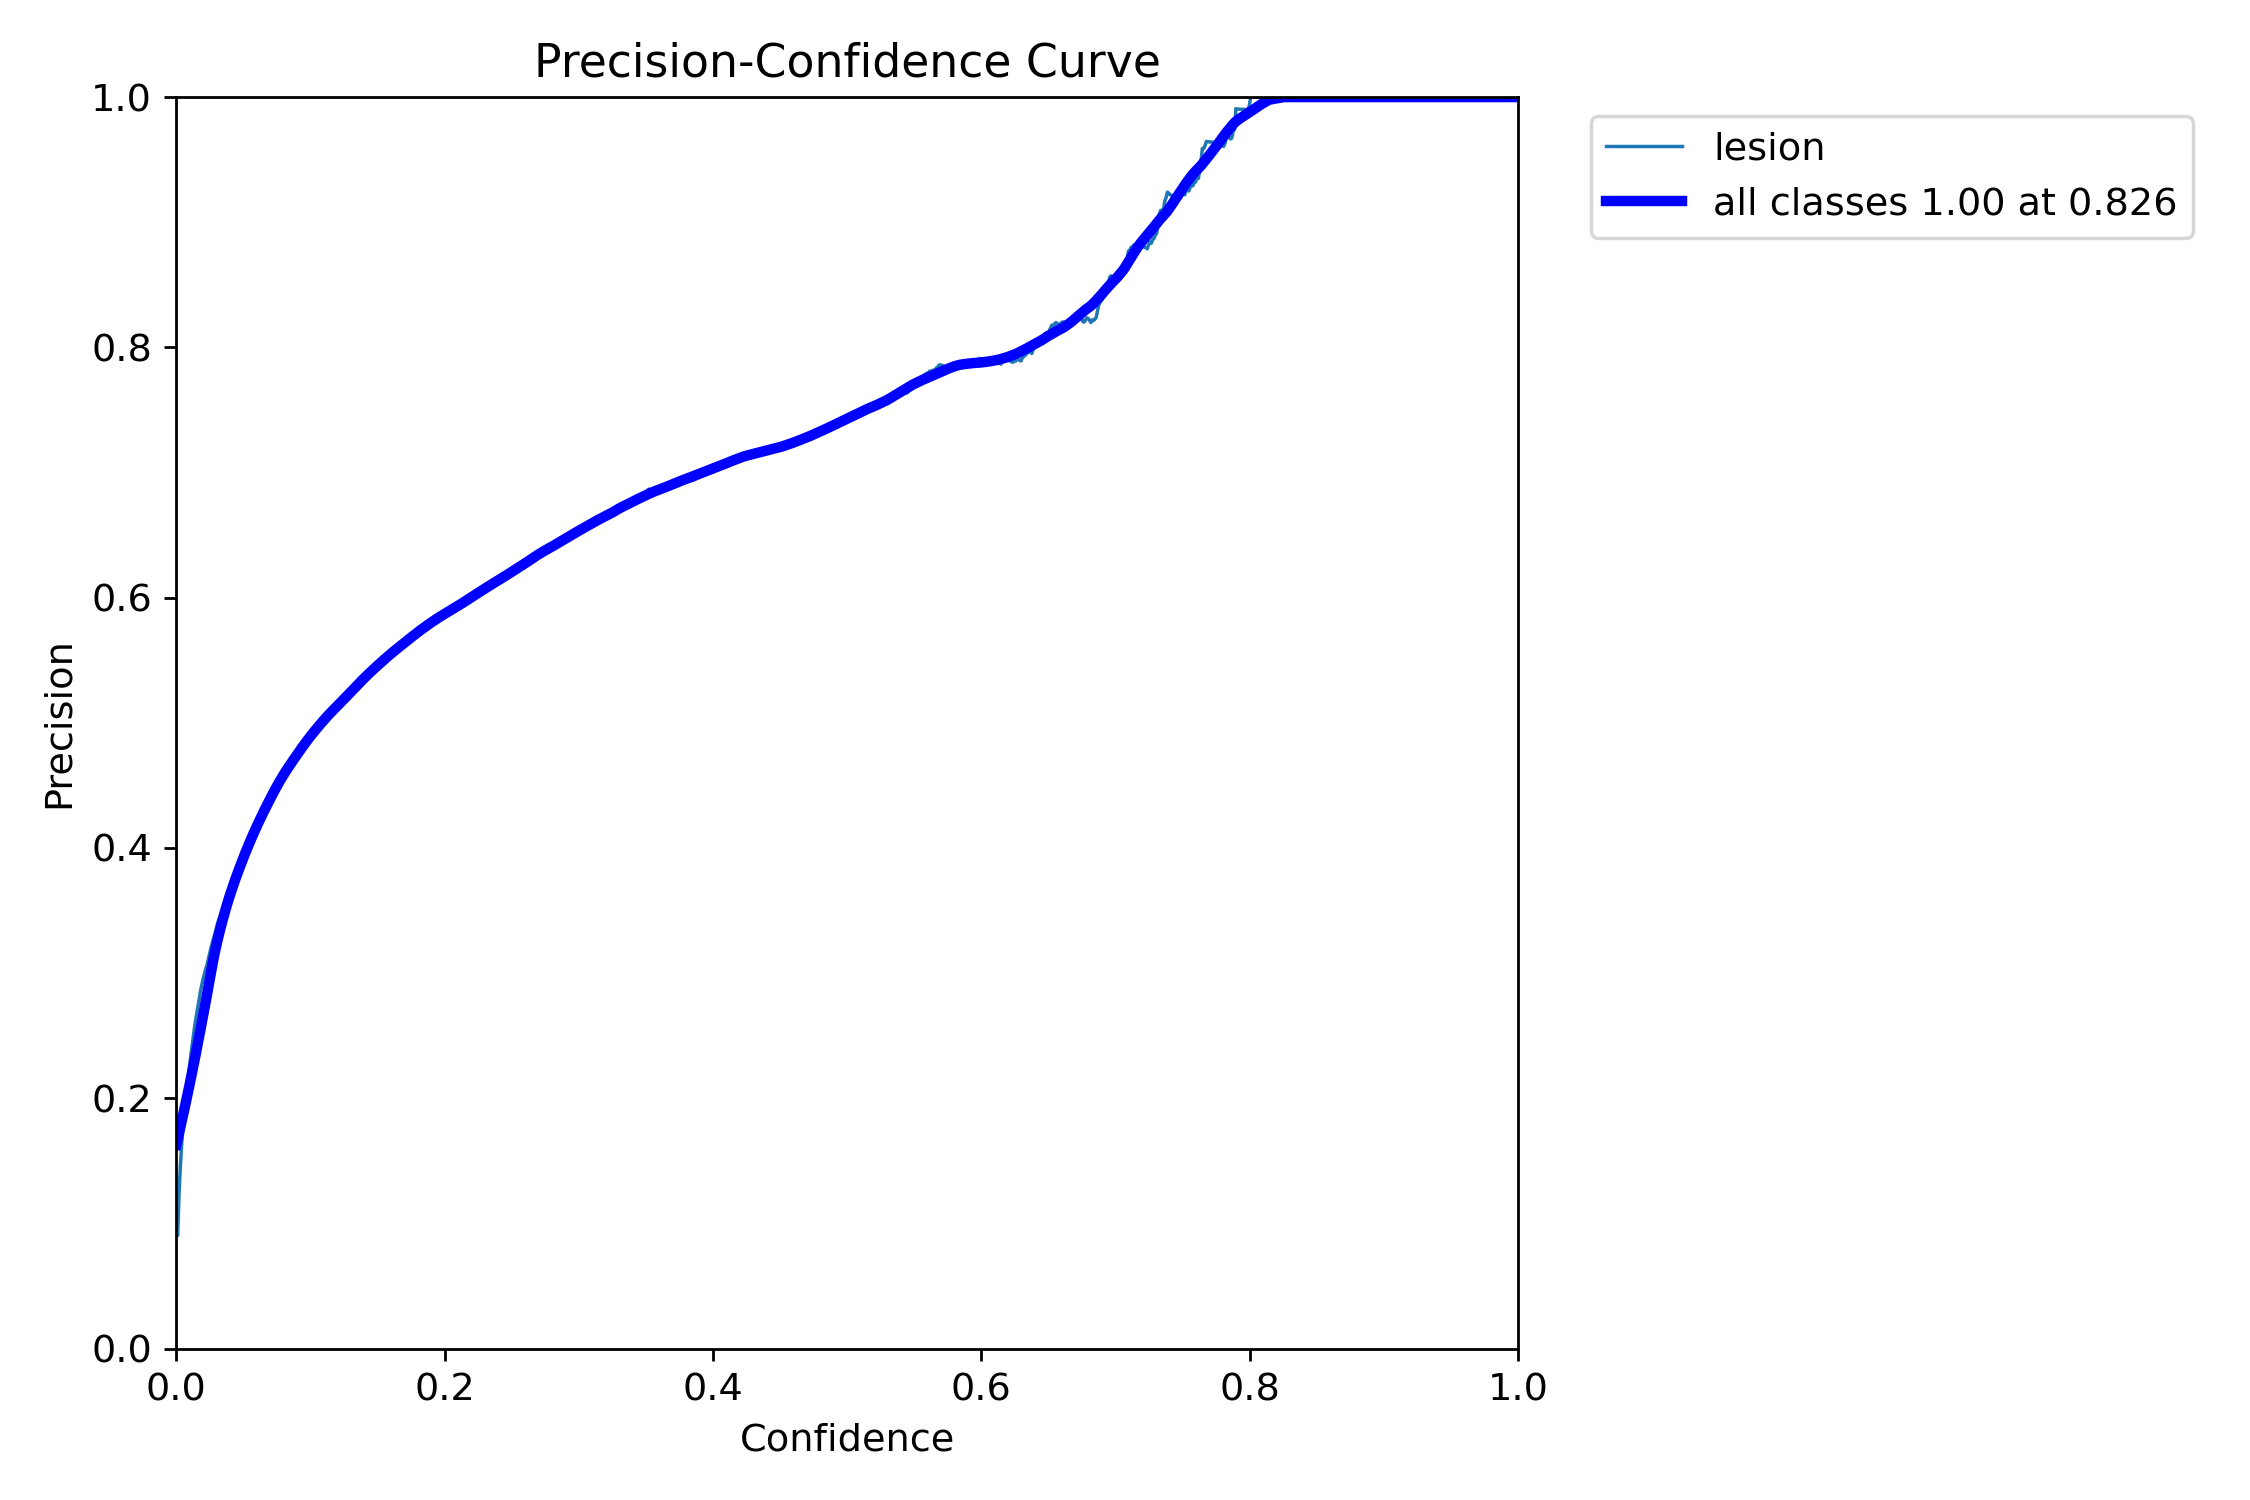 Precision-Confidence Curve
1.0
0.8
0.6
0.4
0.2
0.0
Precision
0.0 0.2 0.4 0.6 0.8 1.0
Confidence
lesion
all classes 1.00 at 0.826